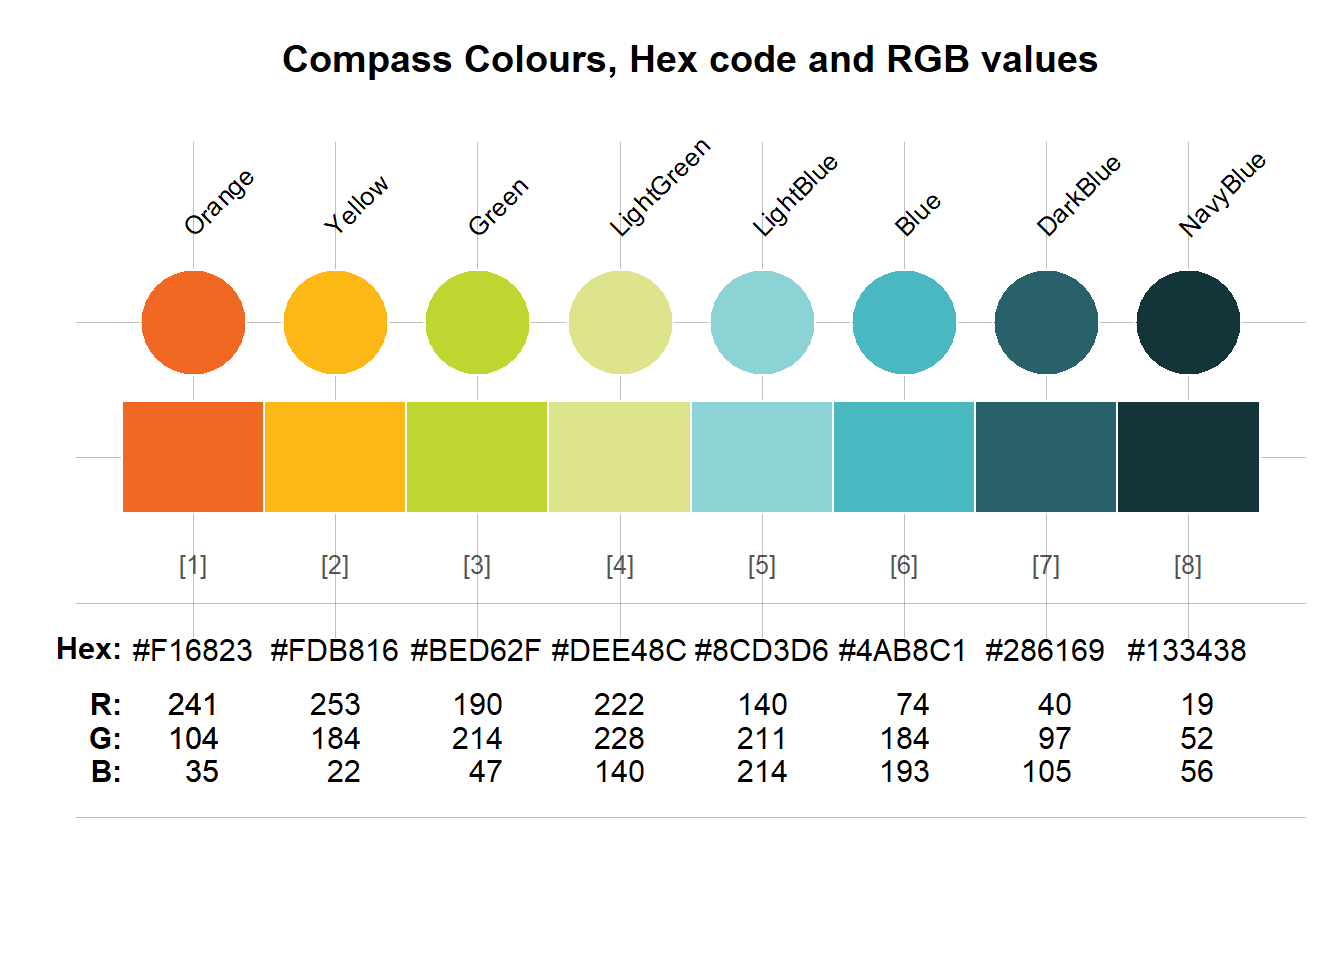 Compass Colours, Hex code and RGB values
Orange Yellow Green LightGreen LightBlue Blue DarkBlue NavyBlue
[1] [2] [3] [4] [5] [6] [7] [8]
Hex: #F16823 #FDB816 #BED62F #DEE48C #8CD3D6 #4AB8C1 #286169 #133438
R: 241 253 190 222 140 74 40 19
G: 104 184 214 228 211 184 97 52
B: 35 22 47 140 214 193 105 56